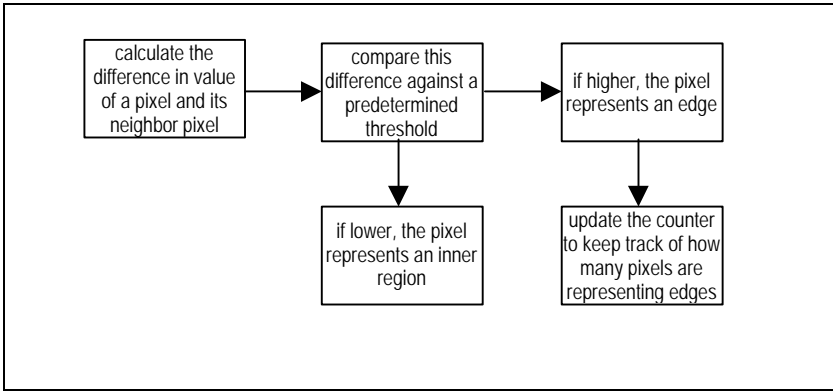 calculate the
difference in value
of a pixel and its
neighbor pixel
compare this
difference against a
predetermined
threshold
if higher, the pixel
represents an edge
if lower, the pixel
represents an inner
region
update the counter
to keep track of how
many pixels are
representing edges